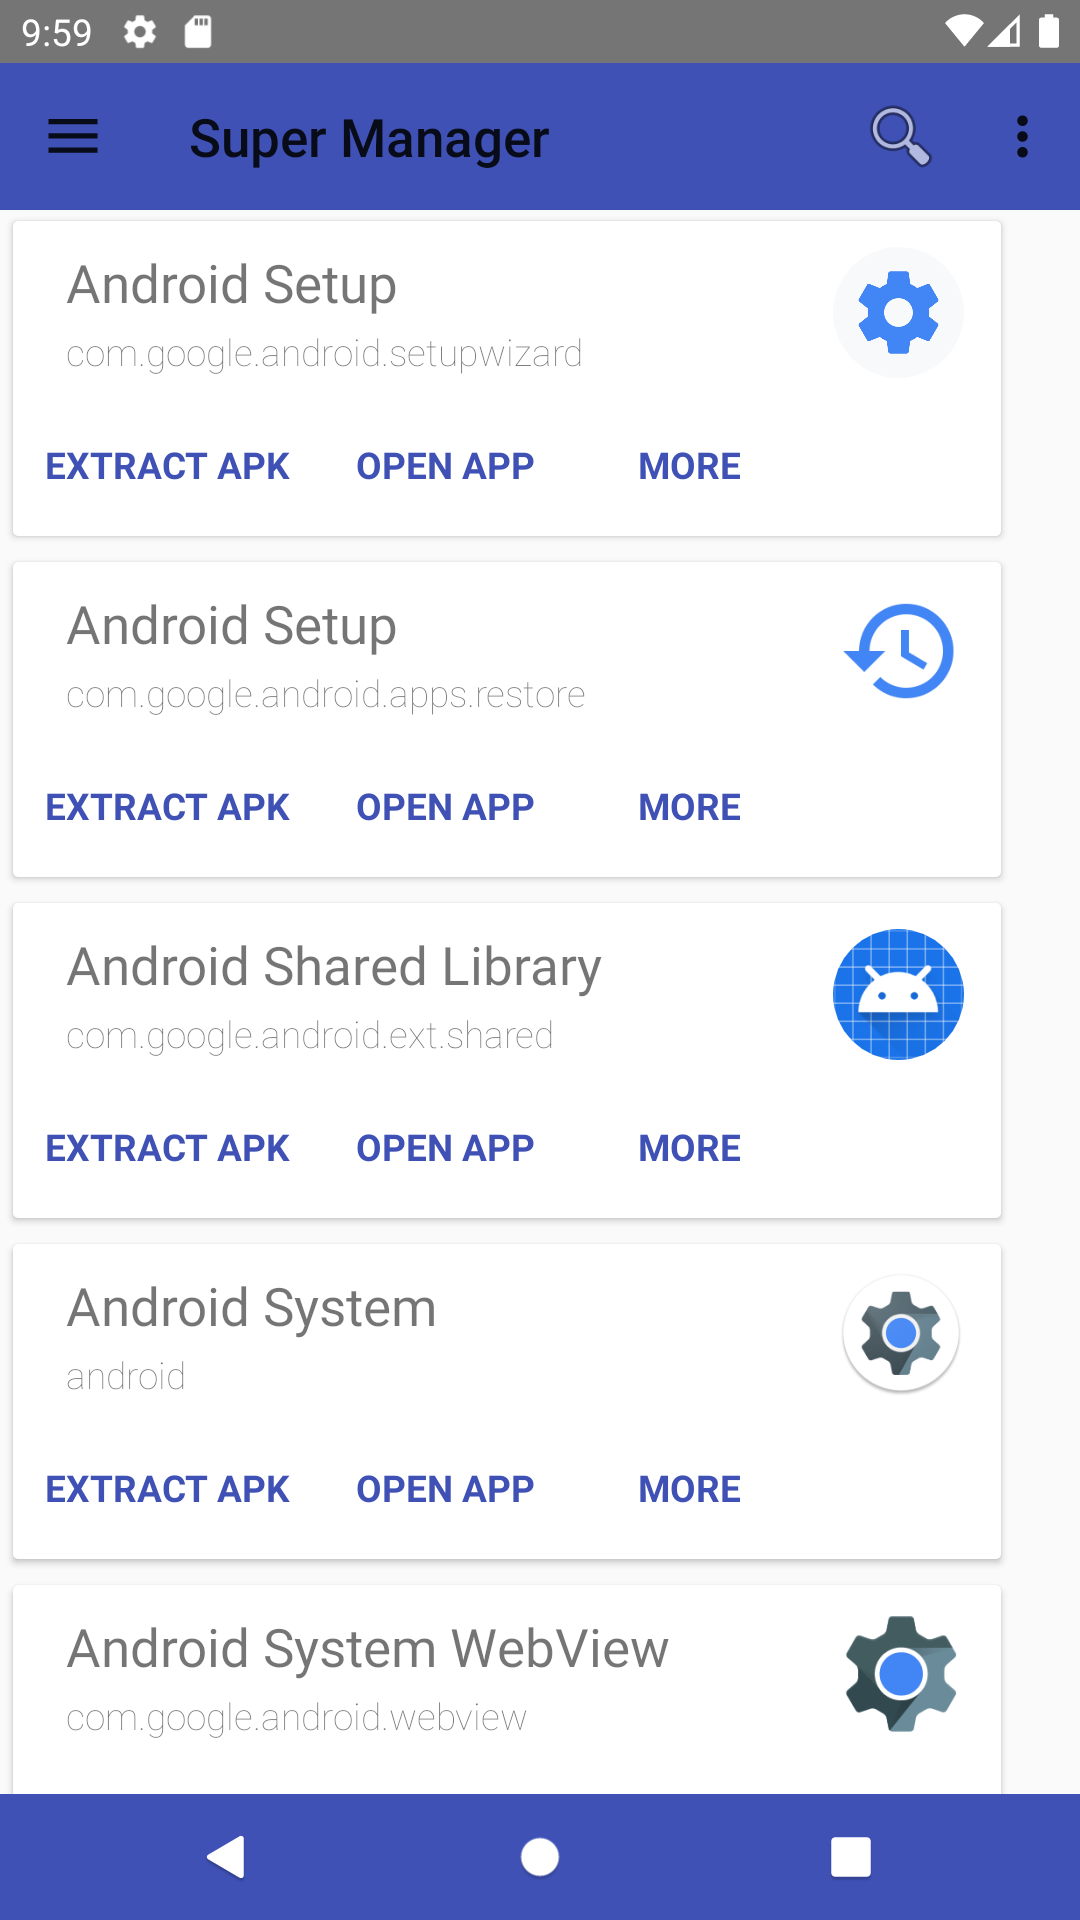 9:59
Super Manager
Android Setup
com.google.android.setupwizard
EXTRACT APK OPEN APP MORE
Android Setup
com.google.android.apps.restore
EXTRACT APK OPEN APP MORE
Android Shared Library
com.google.android.ext.shared
EXTRACT APK OPEN APP MORE
Android System
android
EXTRACT APK OPEN APP MORE
Android System WebView
com.google.android.webview